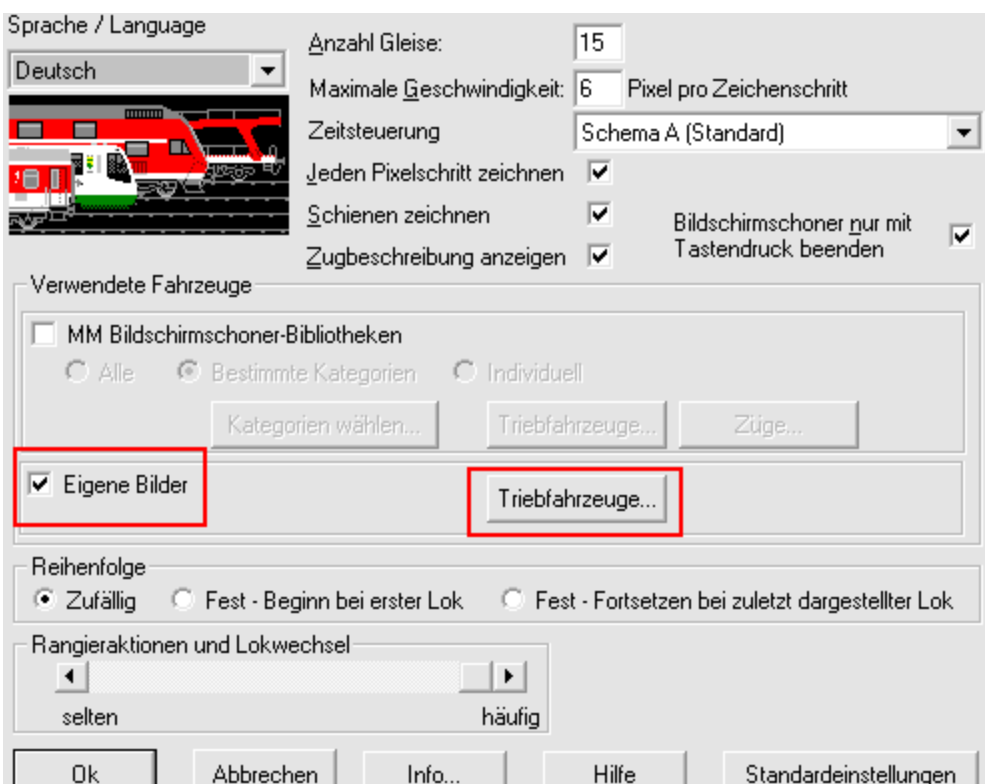 Sprache / Language
Deutsch
Anzahl Gleise: 15
Maximale Geschwindigkeit: 6 Pixel pro Zeichenschritt
Zeitsteuerung Schema A (Standard)
Jeden Pixelschritt zeichnen
Schienen zeichnen
Zugbeschreibung anzeigen
Bildschirmschoner nur mit
Tastendruck beenden
Verwendete Fahrzeuge
MM Bildschirmschoner-Bibliotheken
Alle Bestimmte Kategorien Individuell
Kategorien wählen... Triebfahrzeuge... Züge...
Eigene Bilder Triebfahrzeuge...
Reihenfolge
Zufällig Fest - Beginn bei erster Lok Fest - Fortsetzen bei zuletzt dargestellter Lok
Rangieraktionen und Lokwechsel
selten häufig
Ok Abbrechen Info... Hilfe Standardeinstellungen